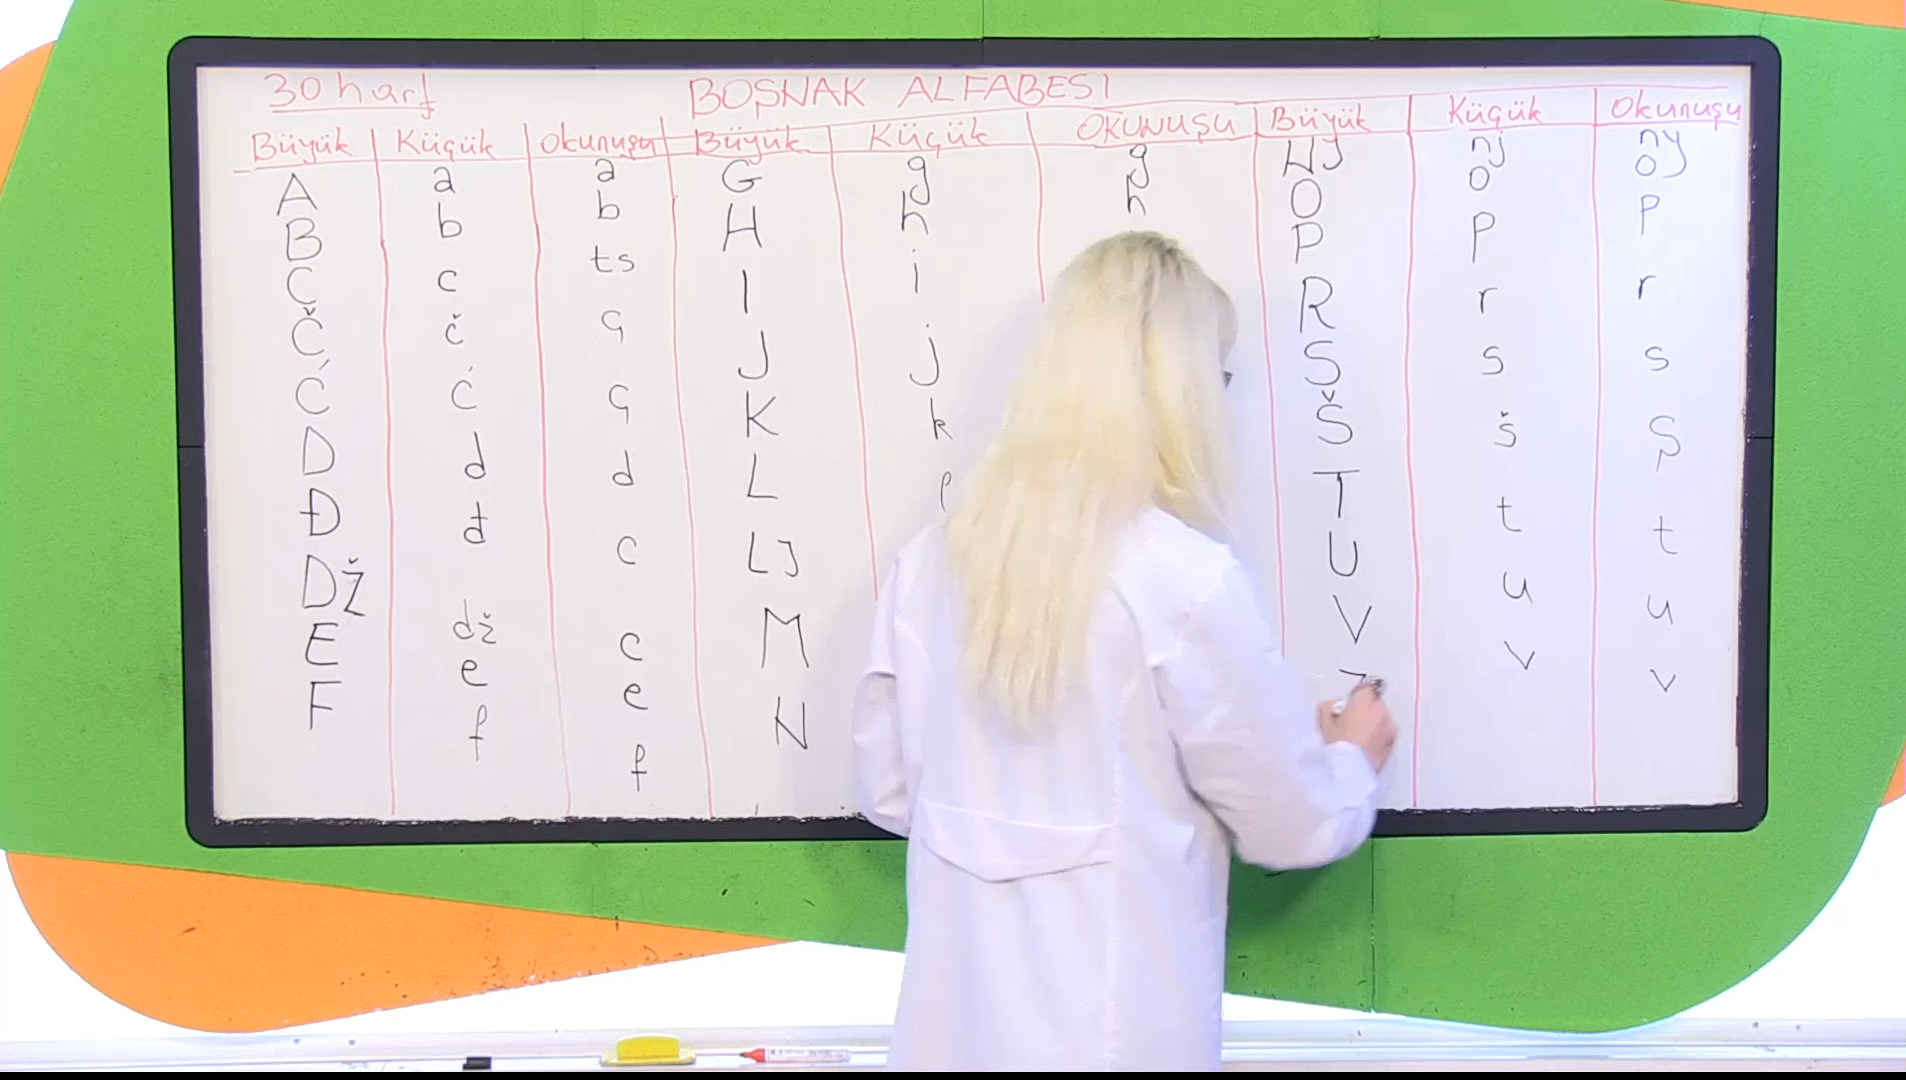 30 harf BOŞNAK ALFABESİ
Büyük Küçük Okunuşu Büyük Küçük OKUNUŞU Büyük Küçük Okunuşu
A a a G g g NJ nj ny
B b b H h h O o o
C c ts I i P p p
Č č ç J j R r r
Ć ć ç K k S s s
D d d L l Š š ş
Đ đ c LJ T t t
DŽ dž c M U u u
E e e N V v v
F f f